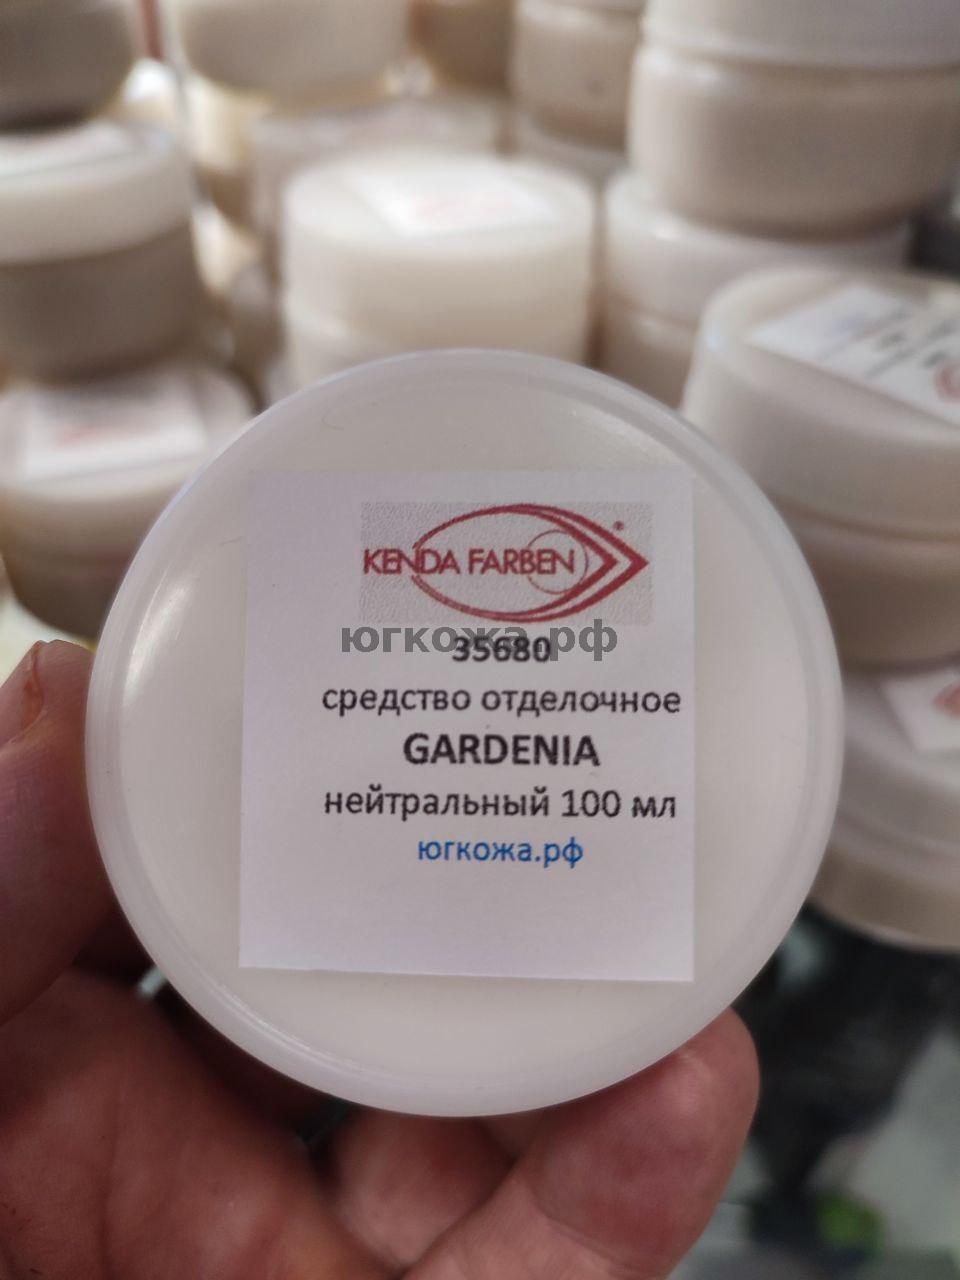 KENDA FARBEN®
югкожа.рф
35680
средство отделочное
GARDENIA
нейтральный 100 мл
югкожа.рф